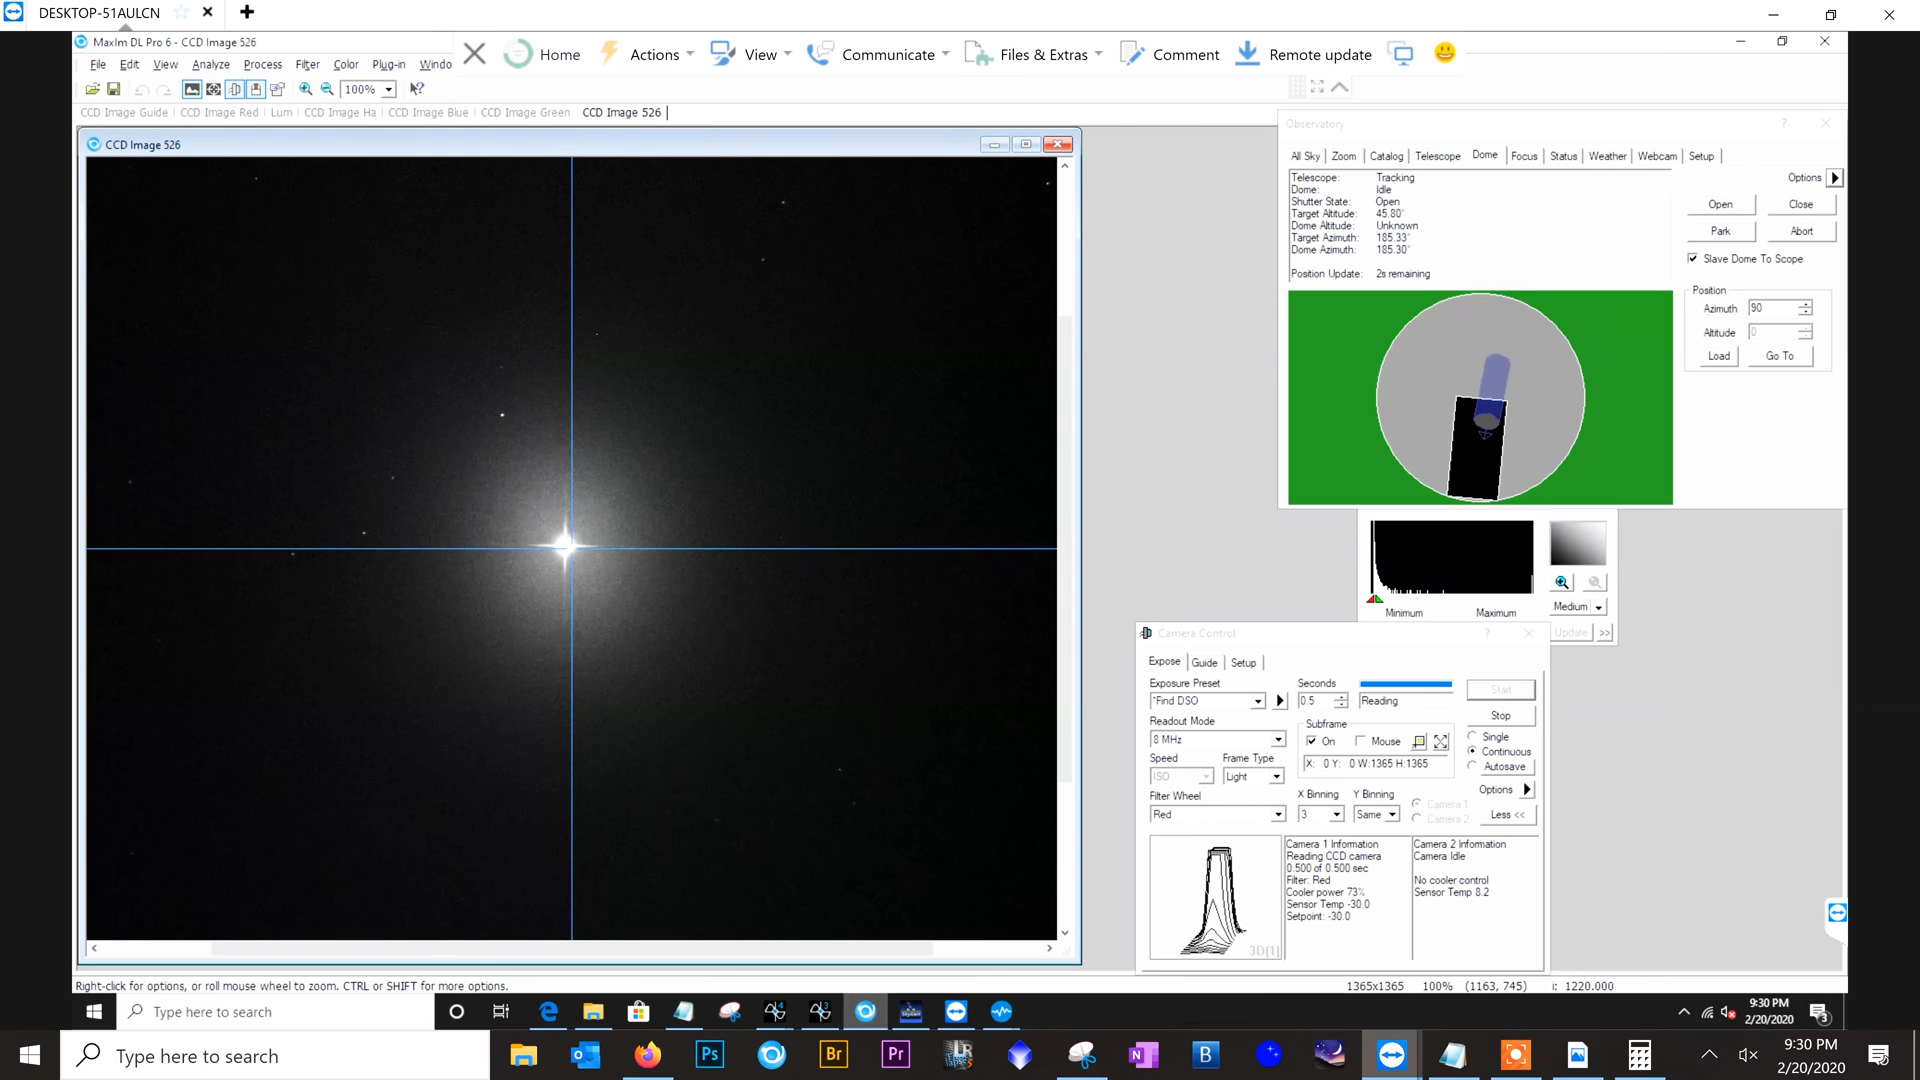 DESKTOP-51AULCN
MaxIm DL Pro 6 - CCD Image 526
Home
Actions
View
Communicate
Files & Extras
Comment
Remote update
File Edit View Analyze Process Filter Color Plug-in Windo
100%
CCD Image Guide CCD Image Red Lum CCD Image Ha CCD Image Blue CCD Image Green CCD Image 526
CCD Image 526
Observatory
All Sky Zoom Catalog Telescope Dome Focus Status Weather Webcam Setup
Telescope: Tracking
Dome: Idle
Shutter State: Open
Target Altitude: 45.80°
Dome Altitude: Unknown
Target Azimuth: 185.33°
Dome Azimuth: 185.30°
Position Update: 2s remaining
Options
Open Close
Park Abort
Slave Dome To Scope
Position
Azimuth 90
Altitude 0
Load Go To
Minimum Maximum
Medium
Update >>
Camera Control
Expose Guide Setup
Exposure Preset
*Find DSO
Seconds
0.5
Reading
Start
Stop
Readout Mode
8 MHz
Subframe
On Mouse
X: 0 Y: 0 W:1365 H:1365
Single
Continuous
Autosave
Speed
ISO
Frame Type
Light
Options
Filter Wheel
Red
X Binning
3
Y Binning
Same
Camera 1
Camera 2
Less <<
3D[1]
Camera 1 Information
Reading CCD camera
0.500 of 0.500 sec
Filter: Red
Cooler power 73%
Sensor Temp -30.0
Setpoint: -30.0
Camera 2 Information
Camera Idle
No cooler control
Sensor Temp 8.2
Right-click for options, or roll mouse wheel to zoom. CTRL or SHIFT for more options.
1365x1365 100% (1163, 745) i: 1220.000
Type here to search
9:30 PM
2/20/2020
3
Type here to search
Ps
Br
Pr
LR
N
B
9:30 PM
2/20/2020